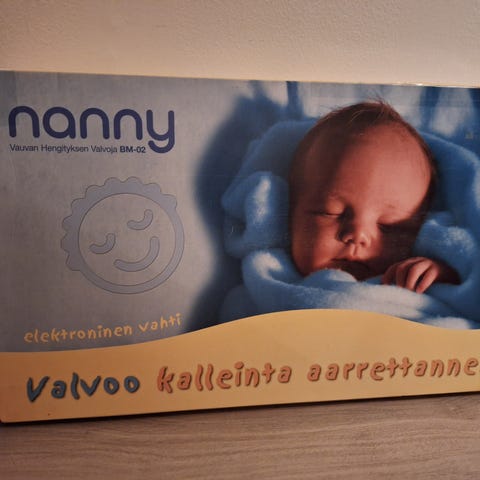 nanny
Vauvan Hengityksen Valvoja BM-02
elektroninen vahti
Valvoo kalleinta aarrettanne